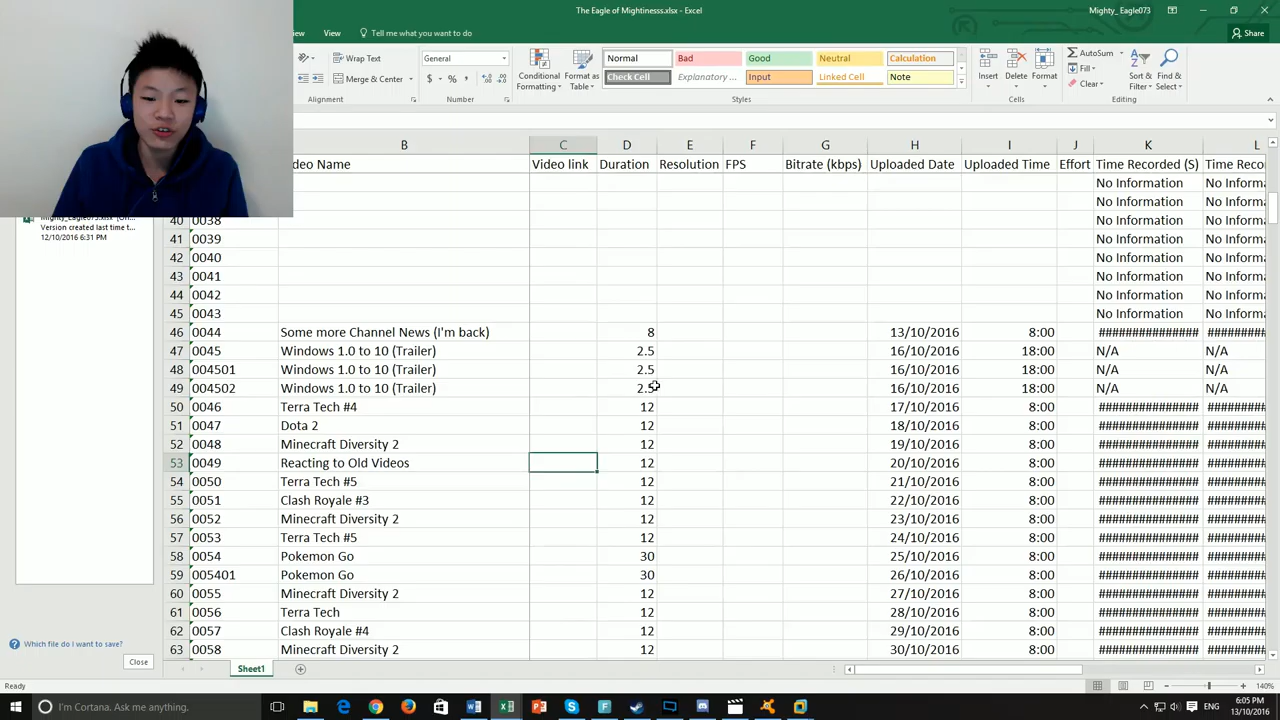 The Eagle of Mightinesss.xlsx - Excel
Mighty_Eagle073
View
Tell me what you want to do
Share
Wrap Text
Merge & Center
Alignment
General
$ % ,
Number
Conditional Formatting
Format as Table
Normal
Bad
Good
Neutral
Calculation
Check Cell
Explanatory ...
Input
Linked Cell
Note
Styles
Insert
Delete
Format
Cells
AutoSum
Fill
Clear
Sort & Filter
Find & Select
Editing
B C D E F G H I J K L
ideo Name Video link Duration Resolution FPS Bitrate (kbps) Uploaded Date Uploaded Time Effort Time Recorded (S) Time Reco
No Information No Informa
No Information No Informa
40 0038 No Information No Informa
41 0039 No Information No Informa
42 0040 No Information No Informa
43 0041 No Information No Informa
44 0042 No Information No Informa
45 0043 No Information No Informa
46 0044 Some more Channel News (I'm back) 8 13/10/2016 8:00 ############### ########
47 0045 Windows 1.0 to 10 (Trailer) 2.5 16/10/2016 18:00 N/A N/A
48 004501 Windows 1.0 to 10 (Trailer) 2.5 16/10/2016 18:00 N/A N/A
49 004502 Windows 1.0 to 10 (Trailer) 2.5 16/10/2016 18:00 N/A N/A
50 0046 Terra Tech #4 12 17/10/2016 8:00 ############### ########
51 0047 Dota 2 12 18/10/2016 8:00 ############### ########
52 0048 Minecraft Diversity 2 12 19/10/2016 8:00 ############### ########
53 0049 Reacting to Old Videos 12 20/10/2016 8:00 ############### ########
54 0050 Terra Tech #5 12 21/10/2016 8:00 ############### ########
55 0051 Clash Royale #3 12 22/10/2016 8:00 ############### ########
56 0052 Minecraft Diversity 2 12 23/10/2016 8:00 ############### ########
57 0053 Terra Tech #5 12 24/10/2016 8:00 ############### ########
58 0054 Pokemon Go 30 25/10/2016 8:00 ############### ########
59 005401 Pokemon Go 30 26/10/2016 8:00 ############### ########
60 0055 Minecraft Diversity 2 12 27/10/2016 8:00 ############### ########
61 0056 Terra Tech 12 28/10/2016 8:00 ############### ########
62 0057 Clash Royale #4 12 29/10/2016 8:00 ############### ########
63 0058 Minecraft Diversity 2 12 30/10/2016 8:00 ############### ########
Version created last time t...
12/10/2016 6:31 PM
Which file do I want to save?
Close
Sheet1
Ready
140%
I'm Cortana. Ask me anything.
ENG
6:05 PM
13/10/2016